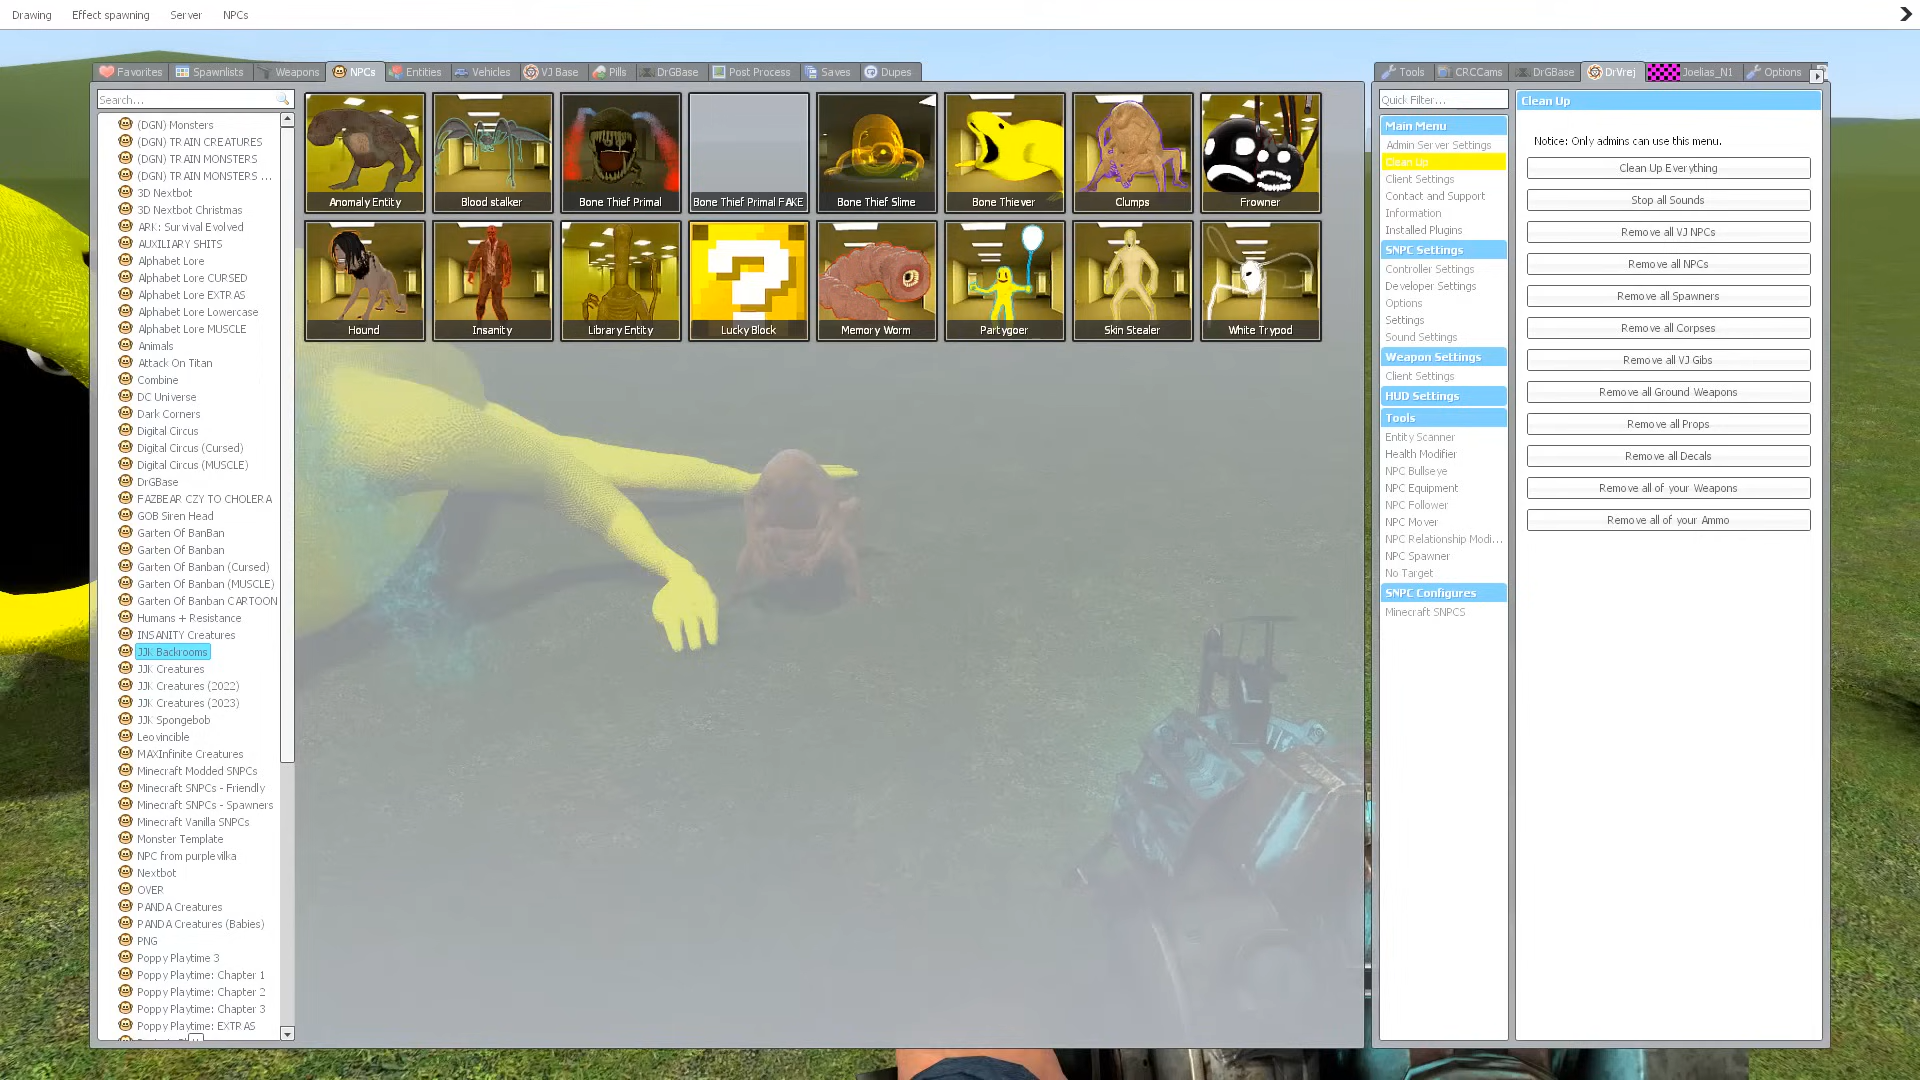 Drawing
Effect spawning
Server
NPCs
Favorites
Spawnlists
Weapons
NPCs
Entities
Vehicles
VJ Base
Pills
DrGBase
Post Process
Saves
Dupes
Search...
(DGN) Monsters
(DGN) TRAIN CREATURES
(DGN) TRAIN MONSTERS
(DGN) TRAIN MONSTERS ...
3D Nextbot
3D Nextbot Christmas
ARK: Survival Evolved
AUXILIARY SHITS
Alphabet Lore
Alphabet Lore CURSED
Alphabet Lore EXTRAS
Alphabet Lore Lowercase
Alphabet Lore MUSCLE
Animals
Attack On Titan
Combine
DC Universe
Dark Corners
Digital Circus
Digital Circus (Cursed)
Digital Circus (MUSCLE)
DrGBase
FAZBEAR CZY TO CHOLERA
GOB Siren Head
Garten Of BanBan
Garten Of Banban
Garten Of Banban (Cursed)
Garten Of Banban (MUSCLE)
Garten Of Banban CARTOON
Humans + Resistance
INSANITY Creatures
JJK Backrooms
JJK Creatures
JJK Creatures (2022)
JJK Creatures (2023)
JJK Spongebob
Leovincible
MAXInfinite Creatures
Minecraft Modded SNPCs
Minecraft SNPCs - Friendly
Minecraft SNPCs - Spawners
Minecraft Vanilla SNPCs
Monster Template
NPC from purplevilka
Nextbot
OVER
PANDA Creatures
PANDA Creatures (Babies)
PNG
Poppy Playtime 3
Poppy Playtime: Chapter 1
Poppy Playtime: Chapter 2
Poppy Playtime: Chapter 3
Poppy Playtime: EXTRAS
Anomaly Entity
Blood stalker
Bone Thief Primal
Bone Thief Primal FAKE
Bone Thief Slime
Bone Thiever
Clumps
Frowner
Hound
Insanity
Library Entity
Lucky Block
Memory Worm
Partygoer
Skin Stealer
White Trypod
Tools
CRCCams
DrGBase
DrVrej
Joelias_N1
Options
Quick Filter...
Main Menu
Admin Server Settings
Clean Up
Client Settings
Contact and Support
Information
Installed Plugins
SNPC Settings
Controller Settings
Developer Settings
Options
Settings
Sound Settings
Weapon Settings
Client Settings
HUD Settings
Tools
Entity Scanner
Health Modifier
NPC Bullseye
NPC Equipment
NPC Follower
NPC Mover
NPC Relationship Modi...
NPC Spawner
No Target
SNPC Configures
Minecraft SNPCS
Clean Up
Notice: Only admins can use this menu.
Clean Up Everything
Stop all Sounds
Remove all VJ NPCs
Remove all NPCs
Remove all Spawners
Remove all Corpses
Remove all VJ Gibs
Remove all Ground Weapons
Remove all Props
Remove all Decals
Remove all of your Weapons
Remove all of your Ammo